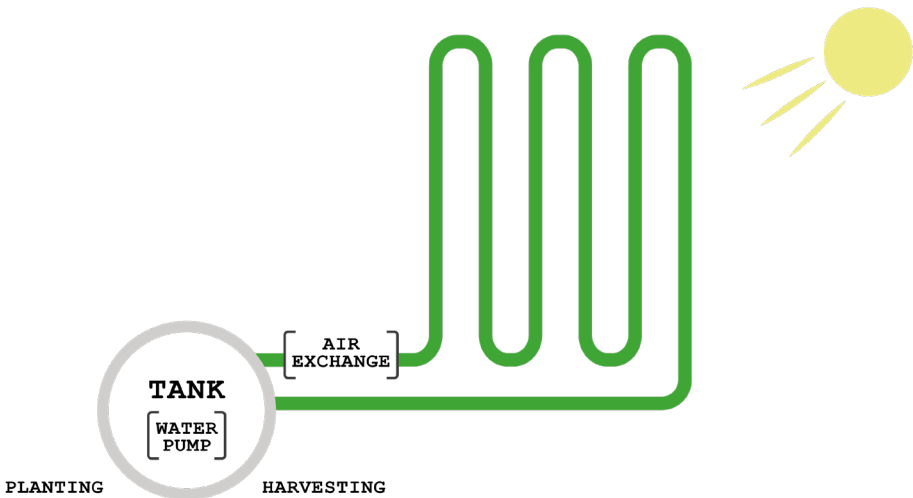 AIR
EXCHANGE
TANK
WATER
PUMP
PLANTING
HARVESTING